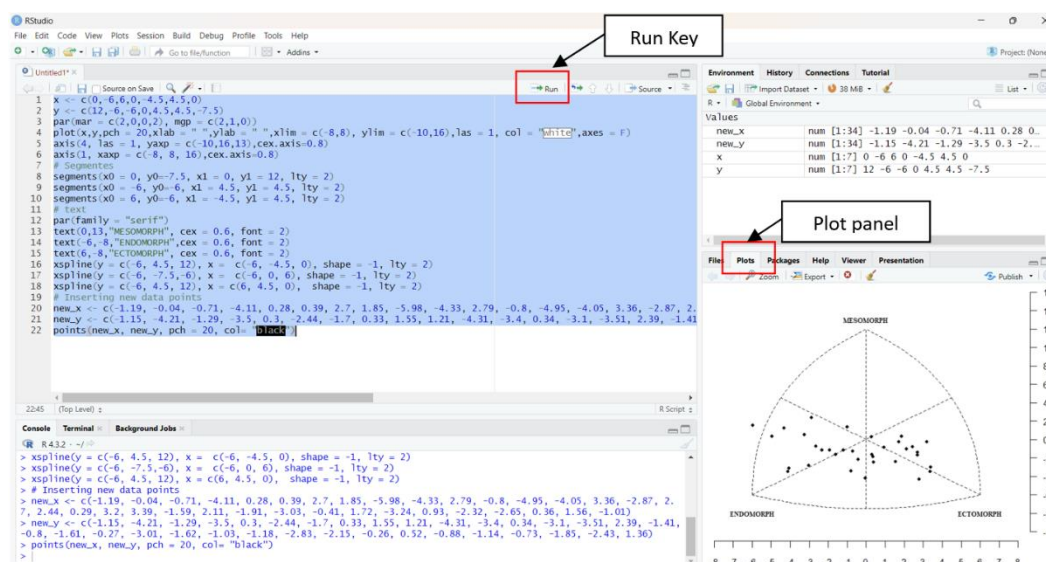 RStudio
File Edit Code View Plots Session Build Debug Profile Tools Help
Go to file/function
Addins
Project: (None
Run Key
Untitled1*
Source on Save
Run
Source
1 x <- c(0,-6,6,0,-4.5,4.5,0)
2 y <- c(12,-6,-6,0,4.5,4.5,-7.5)
3 par(mar = c(2,0,0,2), mgp = c(2,1,0))
4 plot(x,y,pch = 20,xlab = " ",ylab = " ",xlim = c(-8,8), ylim = c(-10,16),las = 1, col = "white",axes = F)
5 axis(4, las = 1, yaxp = c(-10,16,13),cex.axis=0.8)
6 axis(1, xaxp = c(-8, 8, 16),cex.axis=0.8)
7 # Segmentes
8 segments(x0 = 0, y0=-7.5, x1 = 0, y1 = 12, lty = 2)
9 segments(x0 = -6, y0=-6, x1 = 4.5, y1 = 4.5, lty = 2)
10 segments(x0 = 6, y0=-6, x1 = -4.5, y1 = 4.5, lty = 2)
11 # text
12 par(family = "serif")
13 text(0,13,"MESOMORPH", cex = 0.6, font = 2)
14 text(-6,-8,"ENDOMORPH",cex = 0.6, font = 2)
15 text(6,-8,"ECTOMORPH", cex = 0.6, font = 2)
16 xspline(y = c(-6, 4.5, 12), x = c(-6, -4.5, 0), shape = -1, lty = 2)
17 xspline(y = c(-6, -7.5,-6), x = c(-6, 0, 6), shape = -1, lty = 2)
18 xspline(y = c(-6, 4.5, 12), x = c(6, 4.5, 0), shape = -1, lty = 2)
19 # Inserting new data points
20 new_x <- c(-1.19, -0.04, -0.71, -4.11, 0.28, 0.39, 2.7, 1.85, -5.98, -4.33, 2.79, -0.8, -4.95, -4.05, 3.36, -2.87, 2.
21 new_y <- c(-1.15, -4.21, -1.29, -3.5, 0.3, -2.44, -1.7, 0.33, 1.55, 1.21, -4.31, -3.4, 0.34, -3.1, -3.51, 2.39, -1.41
22 points(new_x, new_y, pch = 20, col= "black")
22:45 (Top Level) R Script
Console Terminal Background Jobs
R 4.3.2 · ~/
> xspline(y = c(-6, 4.5, 12), x = c(-6, -4.5, 0), shape = -1, lty = 2)
> xspline(y = c(-6, -7.5,-6), x = c(-6, 0, 6), shape = -1, lty = 2)
> xspline(y = c(-6, 4.5, 12), x = c(6, 4.5, 0), shape = -1, lty = 2)
> # Inserting new data points
> new_x <- c(-1.19, -0.04, -0.71, -4.11, 0.28, 0.39, 2.7, 1.85, -5.98, -4.33, 2.79, -0.8, -4.95, -4.05, 3.36, -2.87, 2.
7, 2.44, 0.29, 3.2, 3.39, -1.59, 2.11, -1.91, -3.03, -0.41, 1.72, -3.24, 0.93, -2.32, -2.65, 0.36, 1.56, -1.01)
> new_y <- c(-1.15, -4.21, -1.29, -3.5, 0.3, -2.44, -1.7, 0.33, 1.55, 1.21, -4.31, -3.4, 0.34, -3.1, -3.51, 2.39, -1.41,
-0.8, -1.61, -0.27, -3.01, -1.62, -1.03, -1.18, -2.83, -2.15, -0.26, 0.52, -0.88, -1.14, -0.73, -1.85, -2.43, 1.36)
> points(new_x, new_y, pch = 20, col= "black")
>
Environment History Connections Tutorial
Import Dataset 38 MiB List
R Global Environment
Values
new_x num [1:34] -1.19 -0.04 -0.71 -4.11 0.28 0…
new_y num [1:34] -1.15 -4.21 -1.29 -3.5 0.3 -2.…
x num [1:7] 0 -6 6 0 -4.5 4.5 0
y num [1:7] 12 -6 -6 0 4.5 4.5 -7.5
Plot panel
Files Plots Packages Help Viewer Presentation
Zoom Export Publish
MESOMORPH
ENDOMORPH
ECTOMORPH